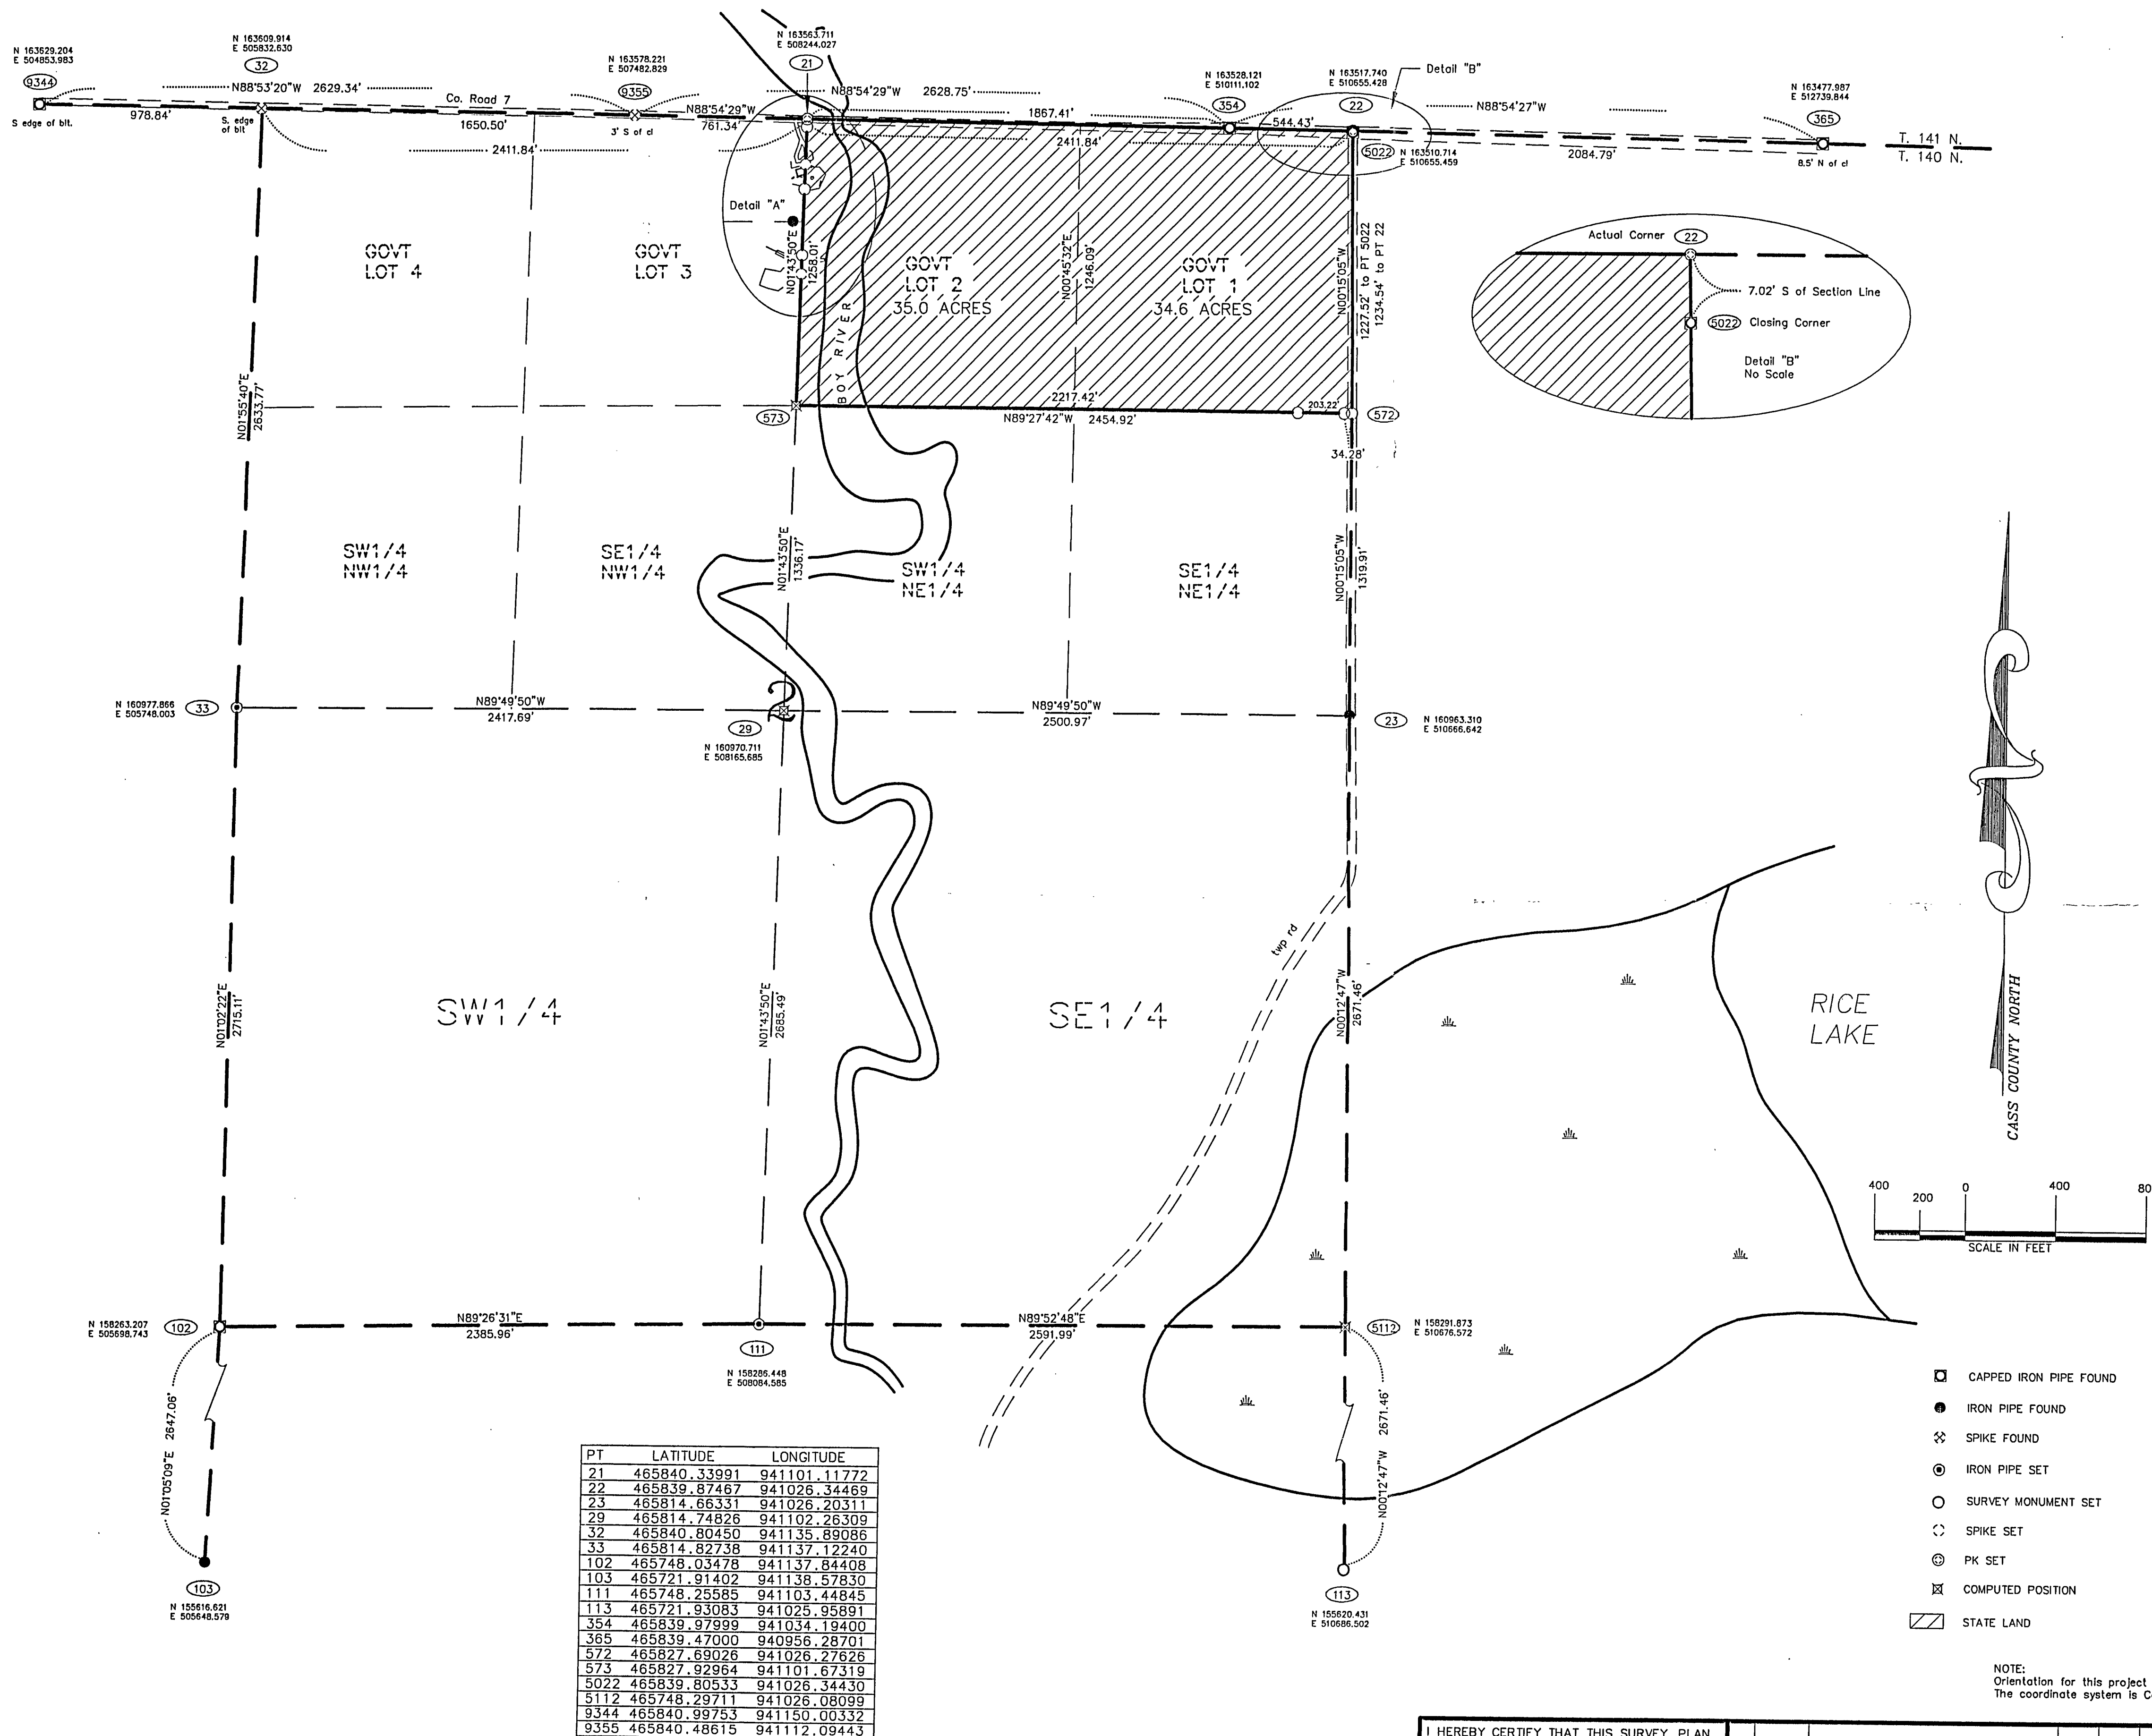 N 163629.204
E 504853.983
9344
S edge of blt.
978.84'
N 163609.914
E 505832.630
32
S. edge
of blt
N88°53'20"W 2629.34'
Co. Road 7
1650.50'
2411.84'
N 163578.221
E 507482.829
9355
3' S of cl
N88°54'29"W
761.34'
N 163563.711
E 508244.027
21
N88°54'29"W 2628.75'
1867.41'
2411.84'
N 163528.121
E 510111.102
354
544.43'
N 163517.740
E 510655.428
22
Detail "B"
5022
N 163510.714
E 510655.459
N88°54'27"W
2084.79'
N 163477.987
E 512739.844
365
8.5' N of cl
T. 141 N.
T. 140 N.
Detail "A"
GOVT
LOT 4
GOVT
LOT 3
N01°43'50"E
1258.01'
BOY RIVER
GOVT
LOT 2
35.0 ACRES
N00°45'32"E
1246.09'
GOVT
LOT 1
34.6 ACRES
N00°15'05"W
1227.52' to PT 5022
1234.54' to PT 22
Actual Corner 22
7.02' S of Section Line
5022 Closing Corner
Detail "B"
No Scale
N01°55'40"E
2633.77'
573
2217.42'
N89°27'42"W 2454.92'
203.22'
572
34.28'
SW1/4
NW1/4
SE1/4
NW1/4
N01°43'50"E
1336.17'
SW1/4
NE1/4
SE1/4
NE1/4
N00°15'05"W
1319.91'
N 160977.866
E 505748.003
33
N89°49'50"W
2417.69'
2
29
N 160970.711
E 508165.685
N89°49'50"W
2500.97'
23
N 160963.310
E 510666.642
twp rd
N01°02'22"E
2715.11'
SW1/4
N01°43'50"E
2685.49'
SE1/4
N00°12'47"W
2671.46'
RICE
LAKE
CASS COUNTY NORTH
400 200 0 400 80
SCALE IN FEET
N 158263.207
E 505698.743
102
N89°26'31"E
2385.96'
111
N 158286.448
E 508084.585
N89°52'48"E
2591.99'
5112
N 158291.873
E 510676.572
N01°05'09"E 2647.06'
103
N 155616.621
E 505648.579
N00°12'47"W 2671.46'
113
N 155620.431
E 510686.502
PT LATITUDE LONGITUDE
21 465840.33991 941101.11772
22 465839.87467 941026.34469
23 465814.66331 941026.20311
29 465814.74826 941102.26309
32 465840.80450 941135.89086
33 465814.82738 941137.12240
102 465748.03478 941137.84408
103 465721.91402 941138.57830
111 465748.25585 941103.44845
113 465721.93083 941025.95891
354 465839.97999 941034.19400
365 465839.47000 940956.28701
572 465827.69026 941026.27626
573 465827.92964 941101.67319
5022 465839.80533 941026.34430
5112 465748.29711 941026.08099
9344 465840.99753 941150.00332
9355 465840.48615 941112.09443
CAPPED IRON PIPE FOUND
IRON PIPE FOUND
SPIKE FOUND
IRON PIPE SET
SURVEY MONUMENT SET
SPIKE SET
PK SET
COMPUTED POSITION
STATE LAND
NOTE:
Orientation for this project
The coordinate system is C
I HEREBY CERTIFY THAT THIS SURVEY, PLAN,